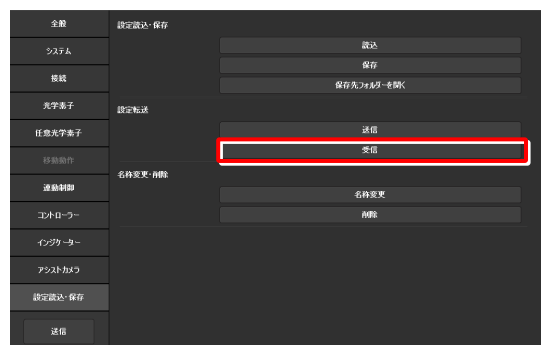 全般
システム
接続
光学素子
任意光学素子
移動動作
連動制御
コントローラー
インジケーター
アシストカメラ
設定読込・保存
送信
設定読込・保存
読込
保存
保存先フォルダーを開く
設定転送
送信
受信
名称変更・削除
名称変更
削除